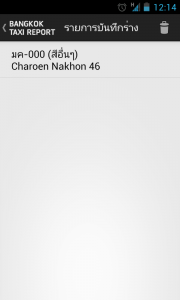 12:14
BANGKOK
TAXI REPORT
รายการบันทึกร่าง
มค-000 (สีอื่นๆ)
Charoen Nakhon 46